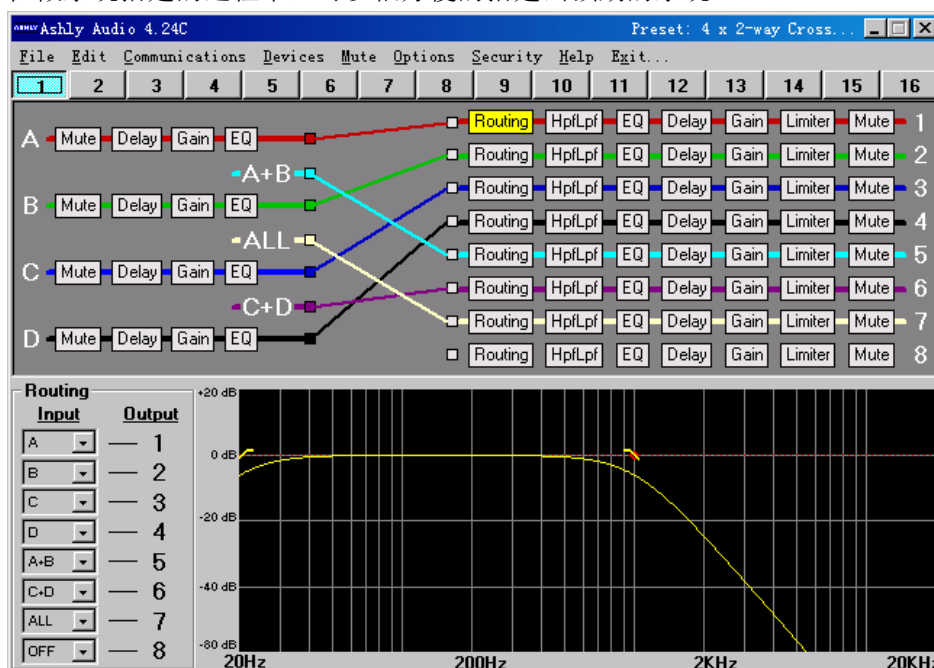 ASHLY Ashly Audio 4.24C Preset: 4 x 2-way Cross...
File Edit Communications Devices Mute Options Security Help Exit...
1 2 3 4 5 6 7 8 9 10 11 12 13 14 15 16
Routing HpfLpf EQ Delay Gain Limiter Mute 1
A Mute Delay Gain EQ
Routing HpfLpf EQ Delay Gain Limiter Mute 2
A+B
Routing HpfLpf EQ Delay Gain Limiter Mute 3
B Mute Delay Gain EQ
Routing HpfLpf EQ Delay Gain Limiter Mute 4
ALL
Routing HpfLpf EQ Delay Gain Limiter Mute 5
C Mute Delay Gain EQ
Routing HpfLpf EQ Delay Gain Limiter Mute 6
C+D
Routing HpfLpf EQ Delay Gain Limiter Mute 7
D Mute Delay Gain EQ
Routing HpfLpf EQ Delay Gain Limiter Mute 8
Routing
Input Output
A 1
B 2
C 3
D 4
A+B 5
C+D 6
ALL 7
OFF 8
+20 dB
0 dB
-20 dB
-40 dB
-60 dB
20Hz 200Hz 2KHz 20KHz